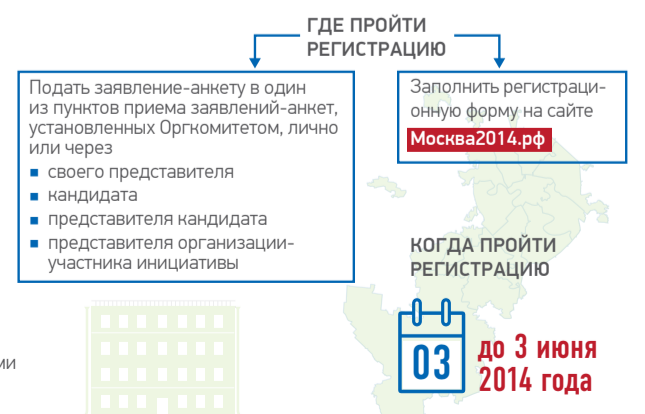 ГДЕ ПРОЙТИ
РЕГИСТРАЦИЮ
Подать заявление-анкету в один
из пунктов приема заявлений-анкет,
установленных Оргкомитетом, лично
или через
■ своего представителя
■ кандидата
■ представителя кандидата
■ представителя организации-
участника инициативы
Заполнить регистраци-
онную форму на сайте
Москва2014.рф
КОГДА ПРОЙТИ
РЕГИСТРАЦИЮ
03
до 3 июня
2014 года